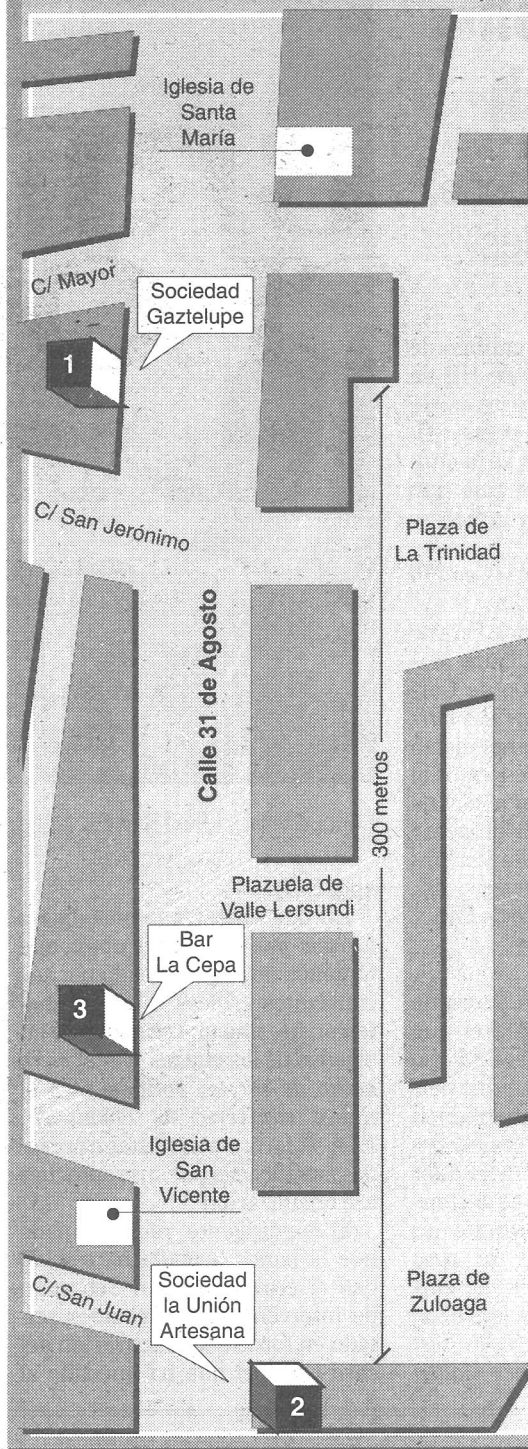 Iglesia de
Santa
María
C/ Mayor
Sociedad
Gaztelupe
1
C/ San Jerónimo
Plaza de
La Trinidad
Calle 31 de Agosto
300 metros
Plazuela de
Valle Lersundi
Bar
La Cepa
3
Iglesia de
San
Vicente
C/ San Juan
Sociedad
la Unión
Artesana
Plaza de
Zuloaga
2